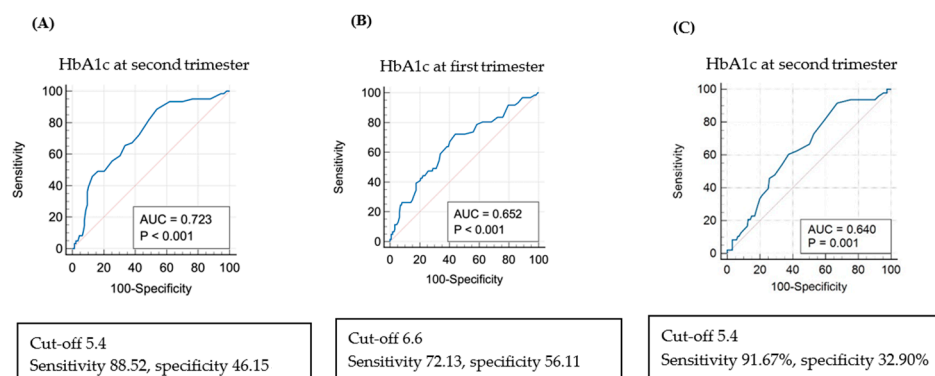 (A)
HbA1c at second trimester
100
80
60
40
20
0
Sensitivity
0 20 40 60 80 100
100-Specificity
AUC = 0.723
P < 0.001
Cut-off 5.4
Sensitivity 88.52, specificity 46.15
(B)
HbA1c at first trimester
100
80
60
40
20
0
Sensitivity
0 20 40 60 80 100
100-Specificity
AUC = 0.652
P < 0.001
Cut-off 6.6
Sensitivity 72.13, specificity 56.11
(C)
HbA1c at second trimester
100
80
60
40
20
0
Sensitivity
0 20 40 60 80 100
100-Specificity
AUC = 0.640
P = 0.001
Cut-off 5.4
Sensitivity 91.67%, specificity 32.90%